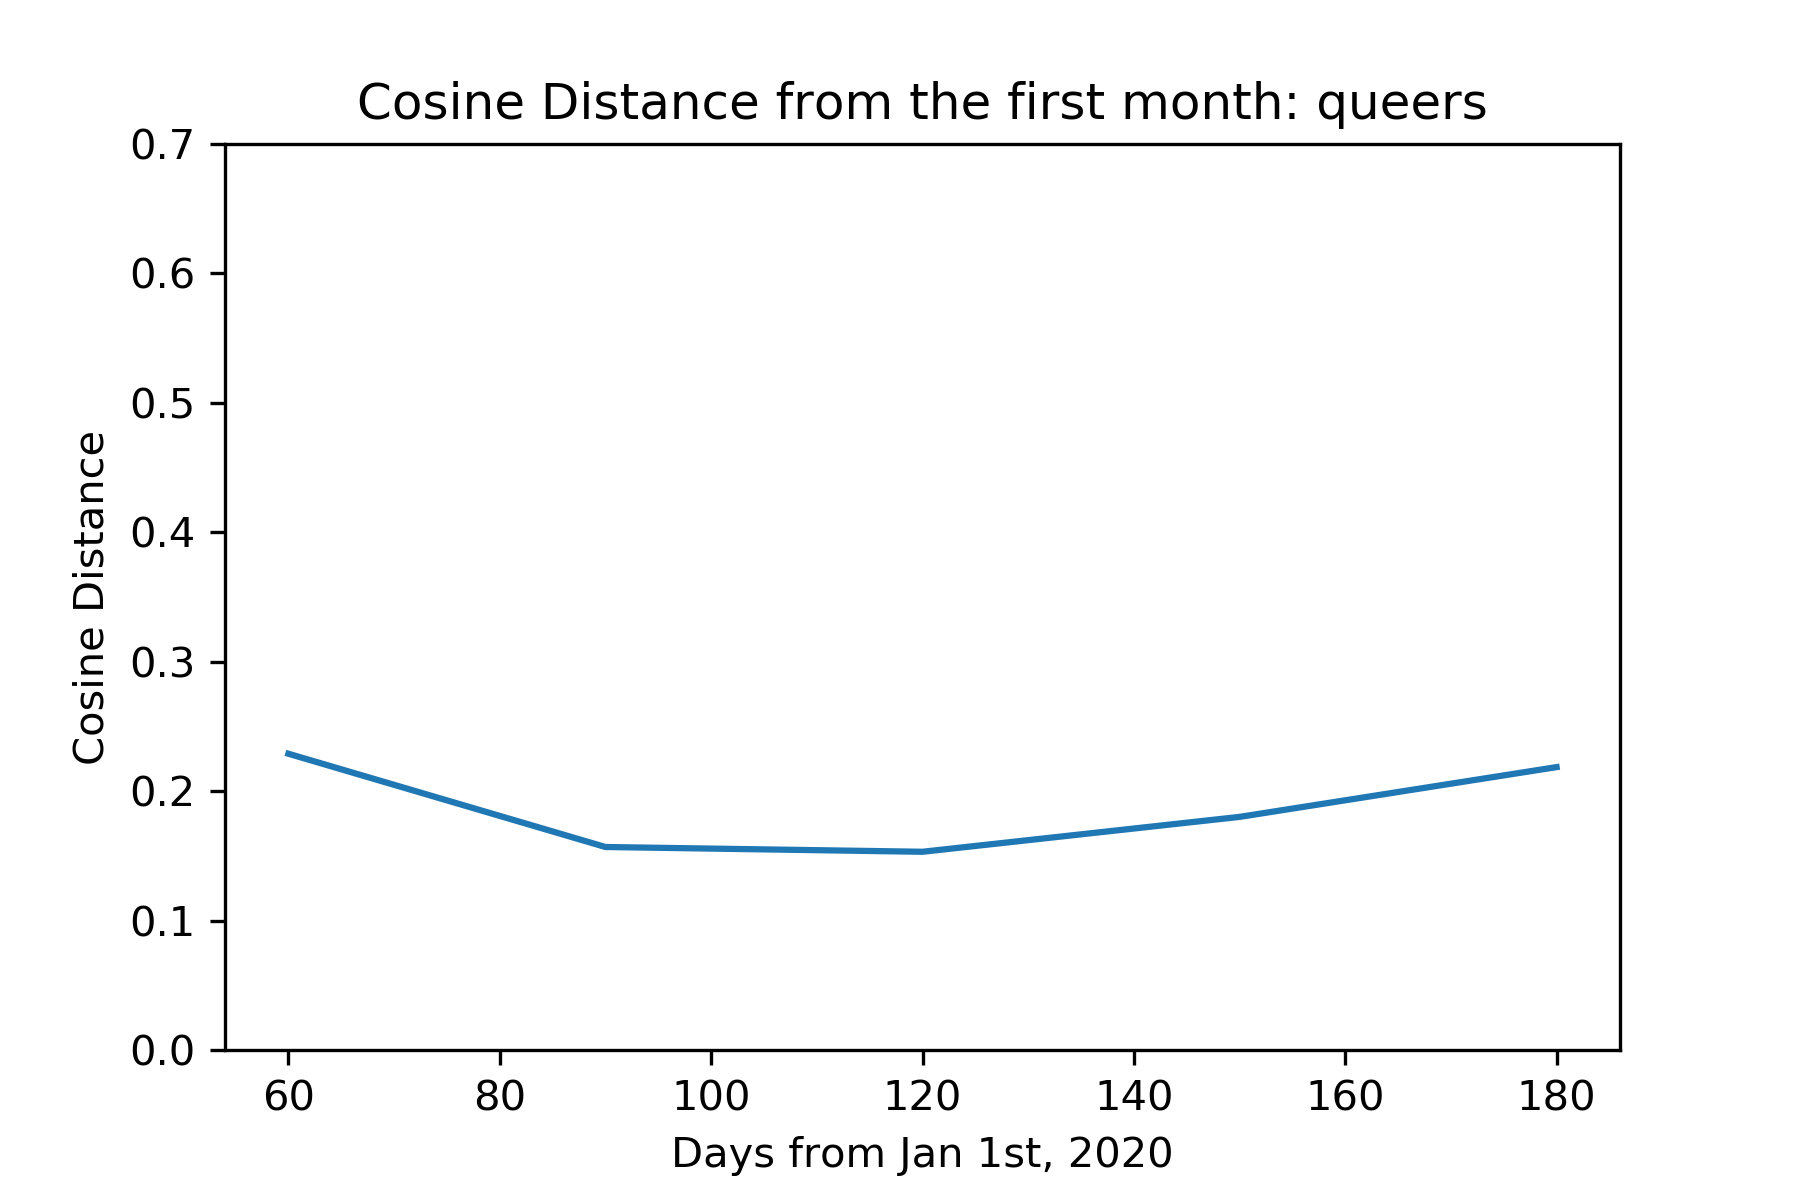 Cosine Distance from the first month: queers
0.7
0.6
0.5
0.4
0.3
0.2
0.1
0.0
Cosine Distance
60 80 100 120 140 160 180
Days from Jan 1st, 2020